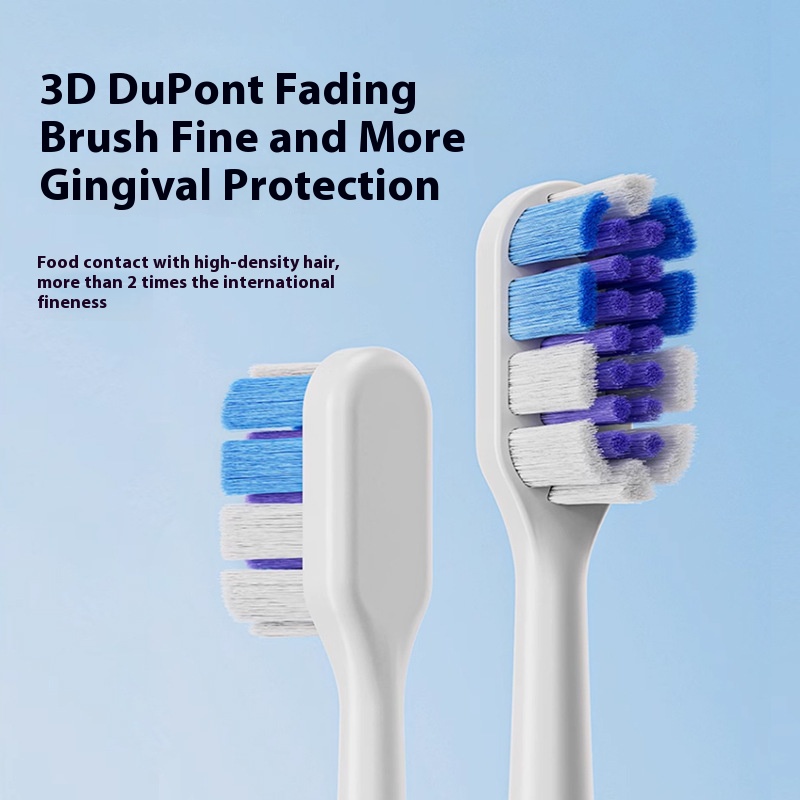 3D DuPont Fading
Brush Fine and More
Gingival Protection
Food contact with high-density hair,
more than 2 times the international
fineness